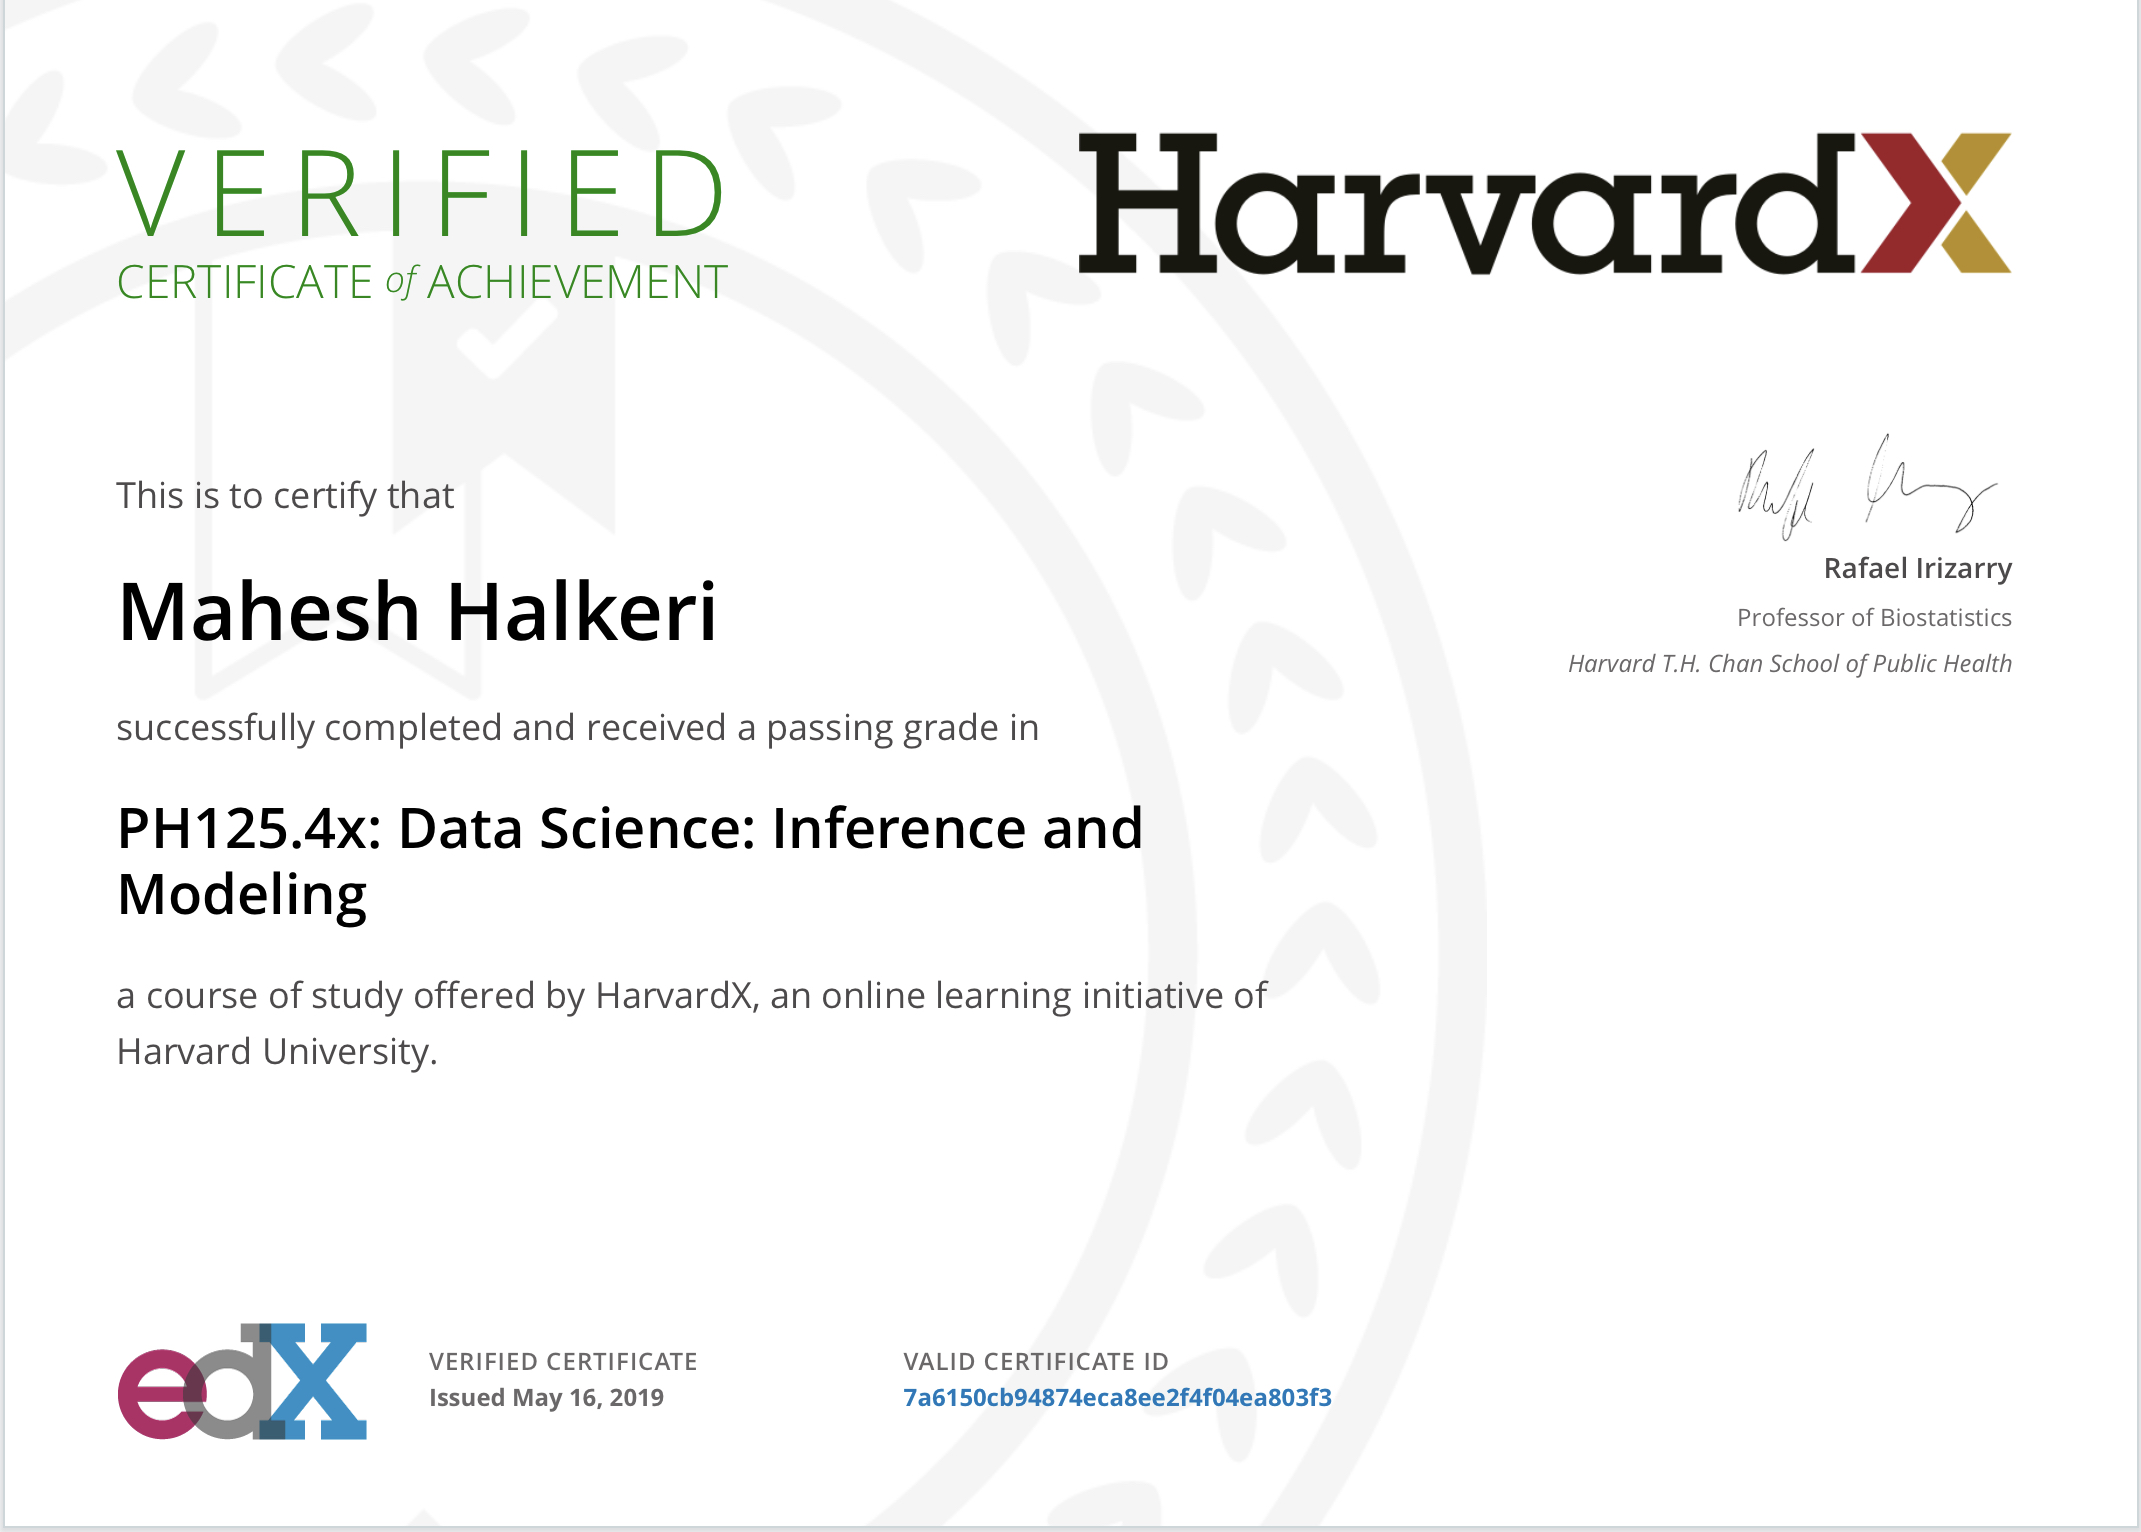 VERIFIED
CERTIFICATE of ACHIEVEMENT
HarvardX
This is to certify that
Mahesh Halkeri
successfully completed and received a passing grade in
PH125.4x: Data Science: Inference and
Modeling
a course of study offered by HarvardX, an online learning initiative of
Harvard University.
Rafael Irizarry
Professor of Biostatistics
Harvard T.H. Chan School of Public Health
edX
VERIFIED CERTIFICATE
Issued May 16, 2019
VALID CERTIFICATE ID
7a6150cb94874eca8ee2f4f04ea803f3